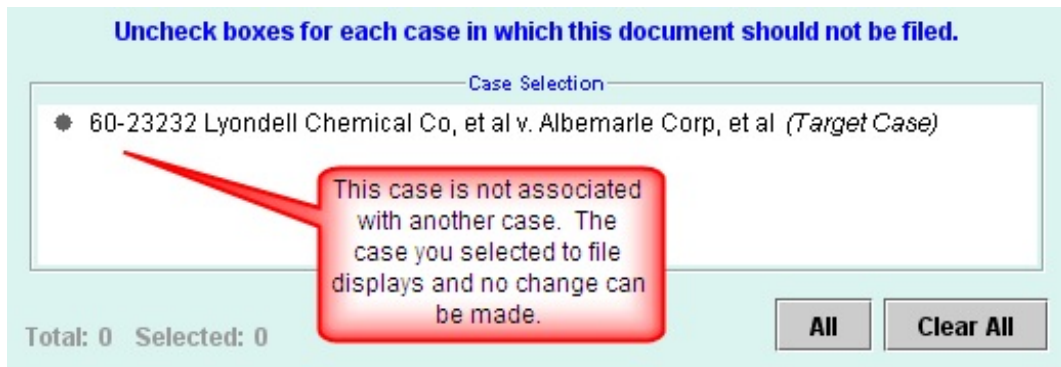 Uncheck boxes for each case in which this document should not be filed.
Case Selection
60-23232 Lyondell Chemical Co, et al v. Albemarle Corp, et al (Target Case)
This case is not associated
with another case. The
case you selected to file
displays and no change can
be made.
Total: 0 Selected: 0
All
Clear All